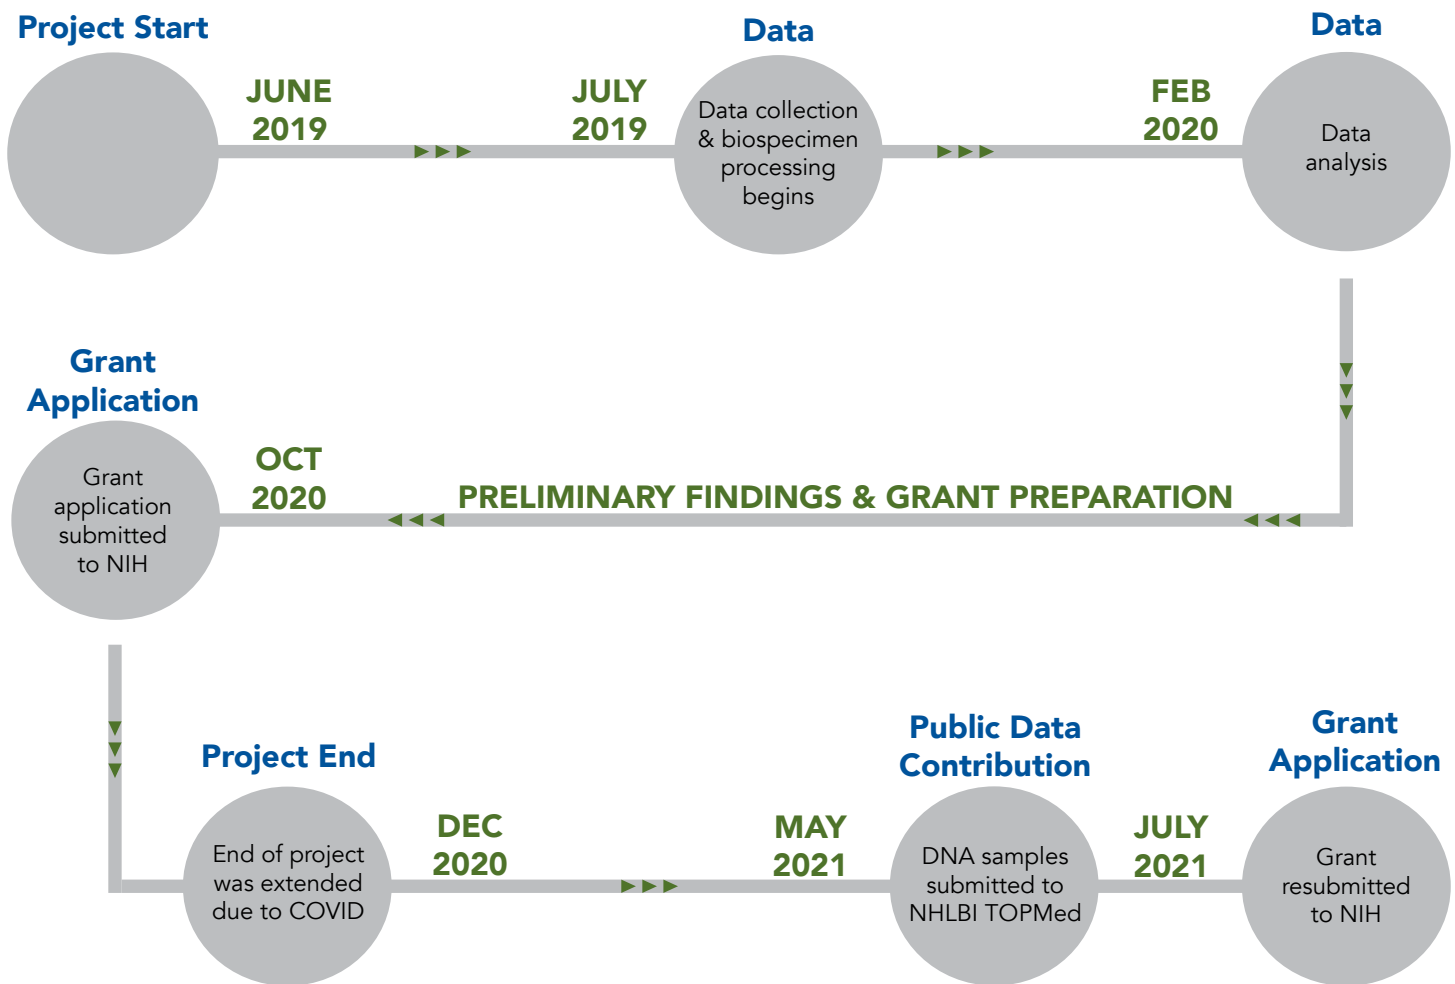 Project Start
JUNE
2019
JULY
2019
Data
Data collection
& biospecimen
processing
begins
FEB
2020
Data
Data
analysis
PRELIMINARY FINDINGS & GRANT PREPARATION
OCT
2020
Grant
Application
Grant
application
submitted
to NIH
Project End
End of project
was extended
due to COVID
DEC
2020
MAY
2021
Public Data
Contribution
DNA samples
submitted to
NHLBI TOPMed
JULY
2021
Grant
Application
Grant
resubmitted
to NIH